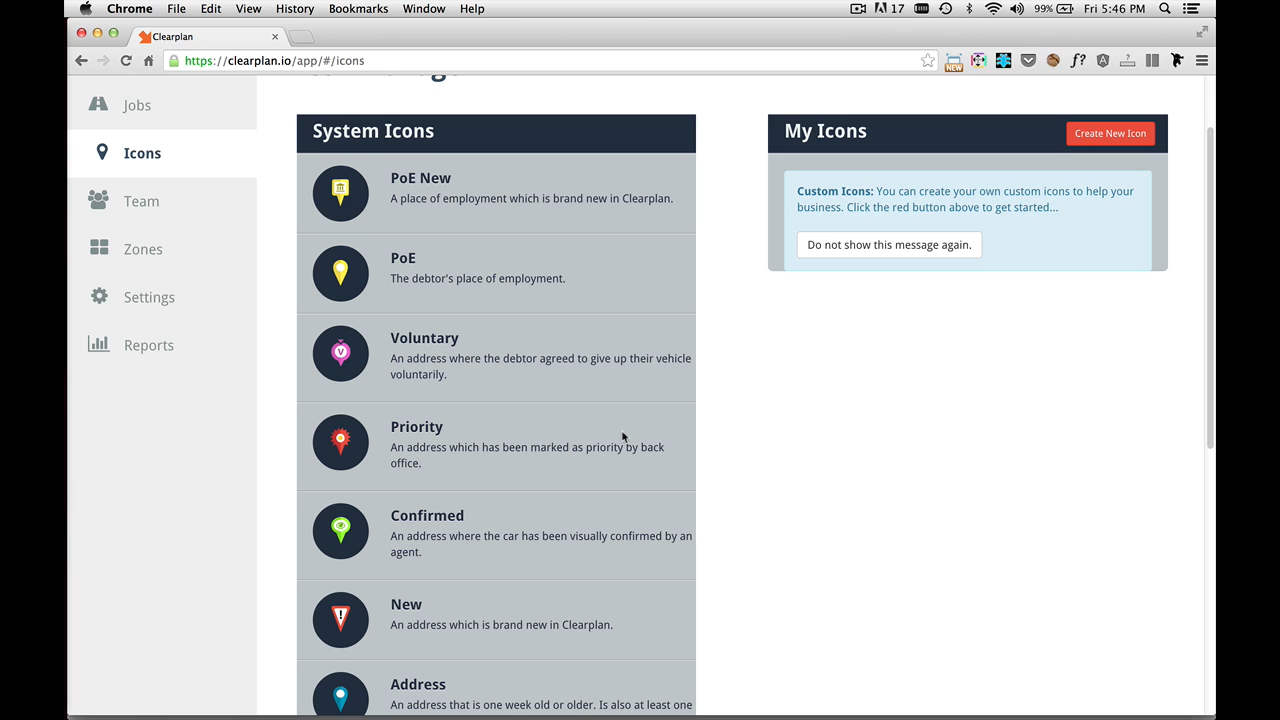 Chrome File Edit View History Bookmarks Window Help 17 99% Fri 5:46 PM
Clearplan
https://clearplan.io/app/#/icons
NEW
f?
Jobs
Icons
Team
Zones
Settings
Reports
System Icons
PoE New
A place of employment which is brand new in Clearplan.
PoE
The debtor's place of employment.
V
Voluntary
An address where the debtor agreed to give up their vehicle
voluntarily.
Priority
An address which has been marked as priority by back
office.
Confirmed
An address where the car has been visually confirmed by an
agent.
!
New
An address which is brand new in Clearplan.
Address
An address that is one week old or older. Is also at least one
My Icons
Create New Icon
Custom Icons: You can create your own custom icons to help your
business. Click the red button above to get started...
Do not show this message again.